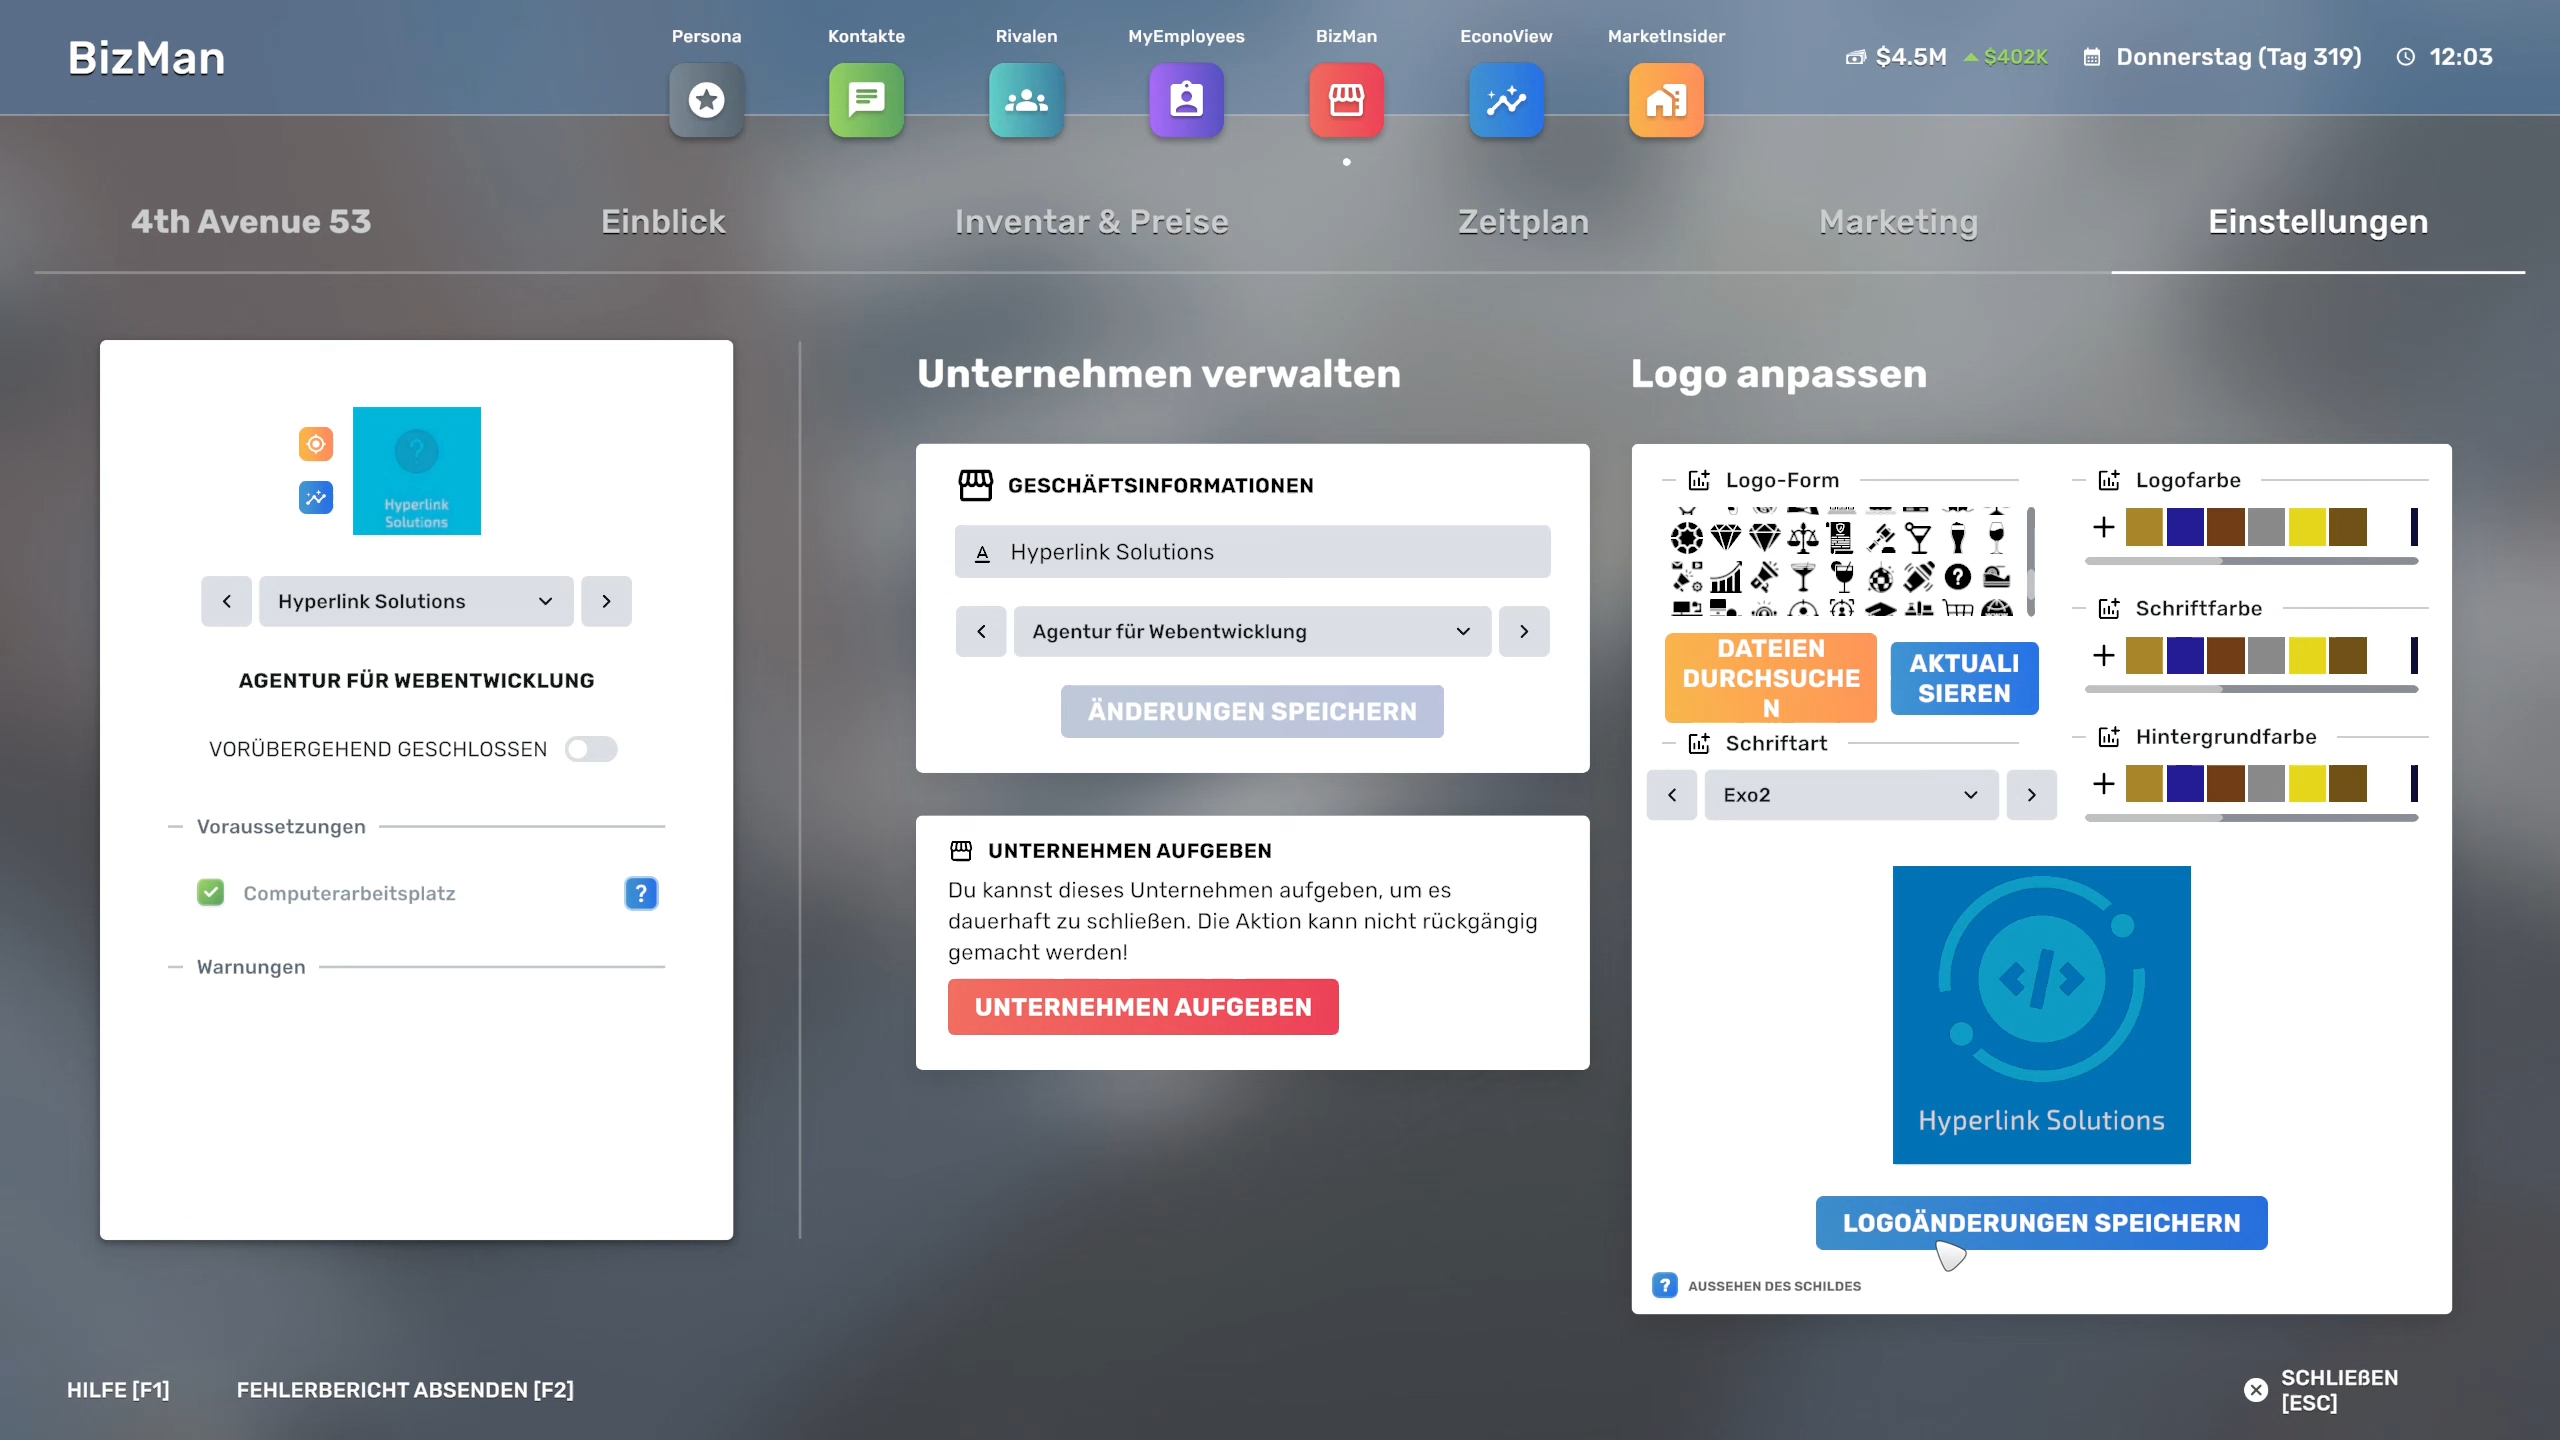 BizMan
Persona
Kontakte
Rivalen
MyEmployees
BizMan
EconoView
MarketInsider
$4.5M
$402K
Donnerstag (Tag 319)
12:03
4th Avenue 53
Einblick
Inventar & Preise
Zeitplan
Marketing
Einstellungen
Hyperlink
Solutions
Hyperlink Solutions
AGENTUR FÜR WEBENTWICKLUNG
VORÜBERGEHEND GESCHLOSSEN
Voraussetzungen
Computerarbeitsplatz
?
Warnungen
Unternehmen verwalten
GESCHÄFTSINFORMATIONEN
Hyperlink Solutions
Agentur für Webentwicklung
ÄNDERUNGEN SPEICHERN
UNTERNEHMEN AUFGEBEN
Du kannst dieses Unternehmen aufgeben, um es
dauerhaft zu schließen. Die Aktion kann nicht rückgängig
gemacht werden!
UNTERNEHMEN AUFGEBEN
Logo anpassen
Logo-Form
DATEIEN
DURCHSUCHE
N
AKTUALI
SIEREN
Schriftart
Exo2
Logofarbe
Schriftfarbe
Hintergrundfarbe
Hyperlink Solutions
LOGOÄNDERUNGEN SPEICHERN
? AUSSEHEN DES SCHILDES
HILFE [F1]
FEHLERBERICHT ABSENDEN [F2]
SCHLIEßEN
[ESC]